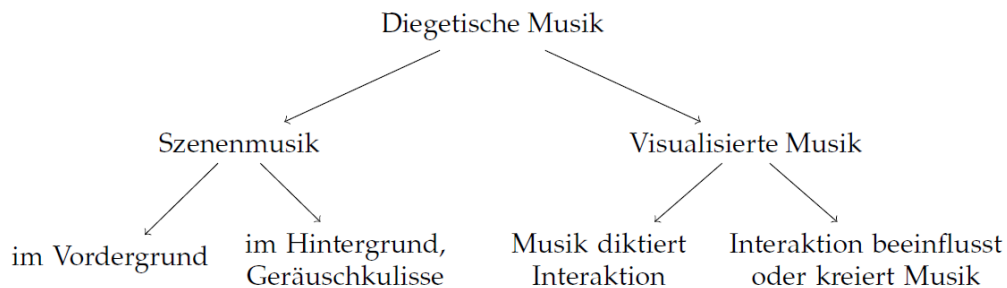 Diegetische Musik
Szenenmusik
Visualisierte Musik
im Vordergrund
im Hintergrund,
Geräuschkulisse
Musik diktiert
Interaktion
Interaktion beeinflusst
oder kreiert Musik